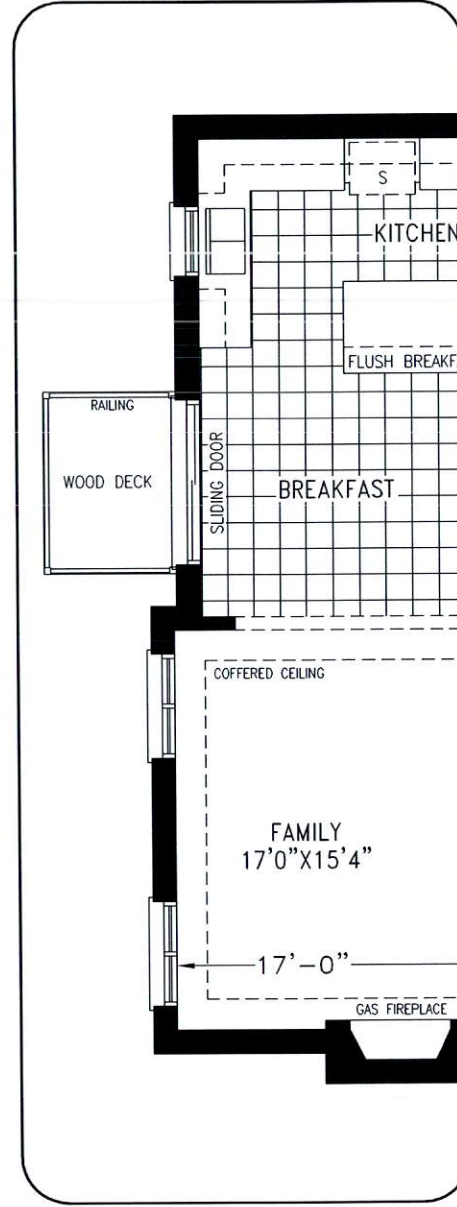 S
KITCHEN
FLUSH BREAKF
RAILING
WOOD DECK
SLIDING DOOR
BREAKFAST
COFFERED CEILING
FAMILY
17'0"X15'4"
17'-0"
GAS FIREPLACE